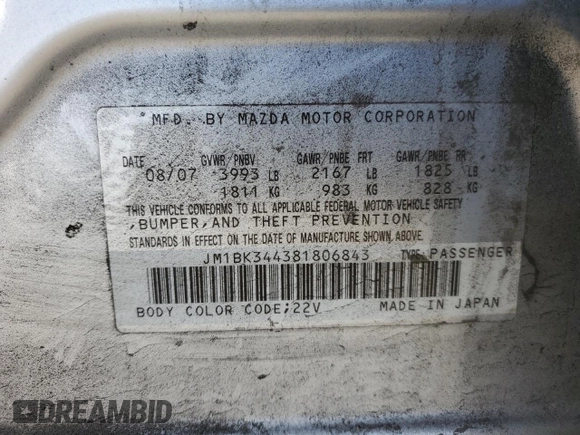 MFD. BY MAZDA MOTOR CORPORATION
DATE GVWR/PNBV GAWR/PNBE FRT GAWR/PNBE RR
08/07 3993 LB 2167 LB 1825 LB
1811 KG 983 KG 828 KG
THIS VEHICLE CONFORMS TO ALL APPLICABLE FEDERAL MOTOR VEHICLE SAFETY
,BUMPER,AND THEFT PREVENTION
STANDARDS IN EFFECT ON THE DATE OF MANUFACTURE SHOWN ABOVE.
JM1BK344381806843 TYPE: PASSENGER
BODY COLOR CODE;22V MADE IN JAPAN
DREAMBID